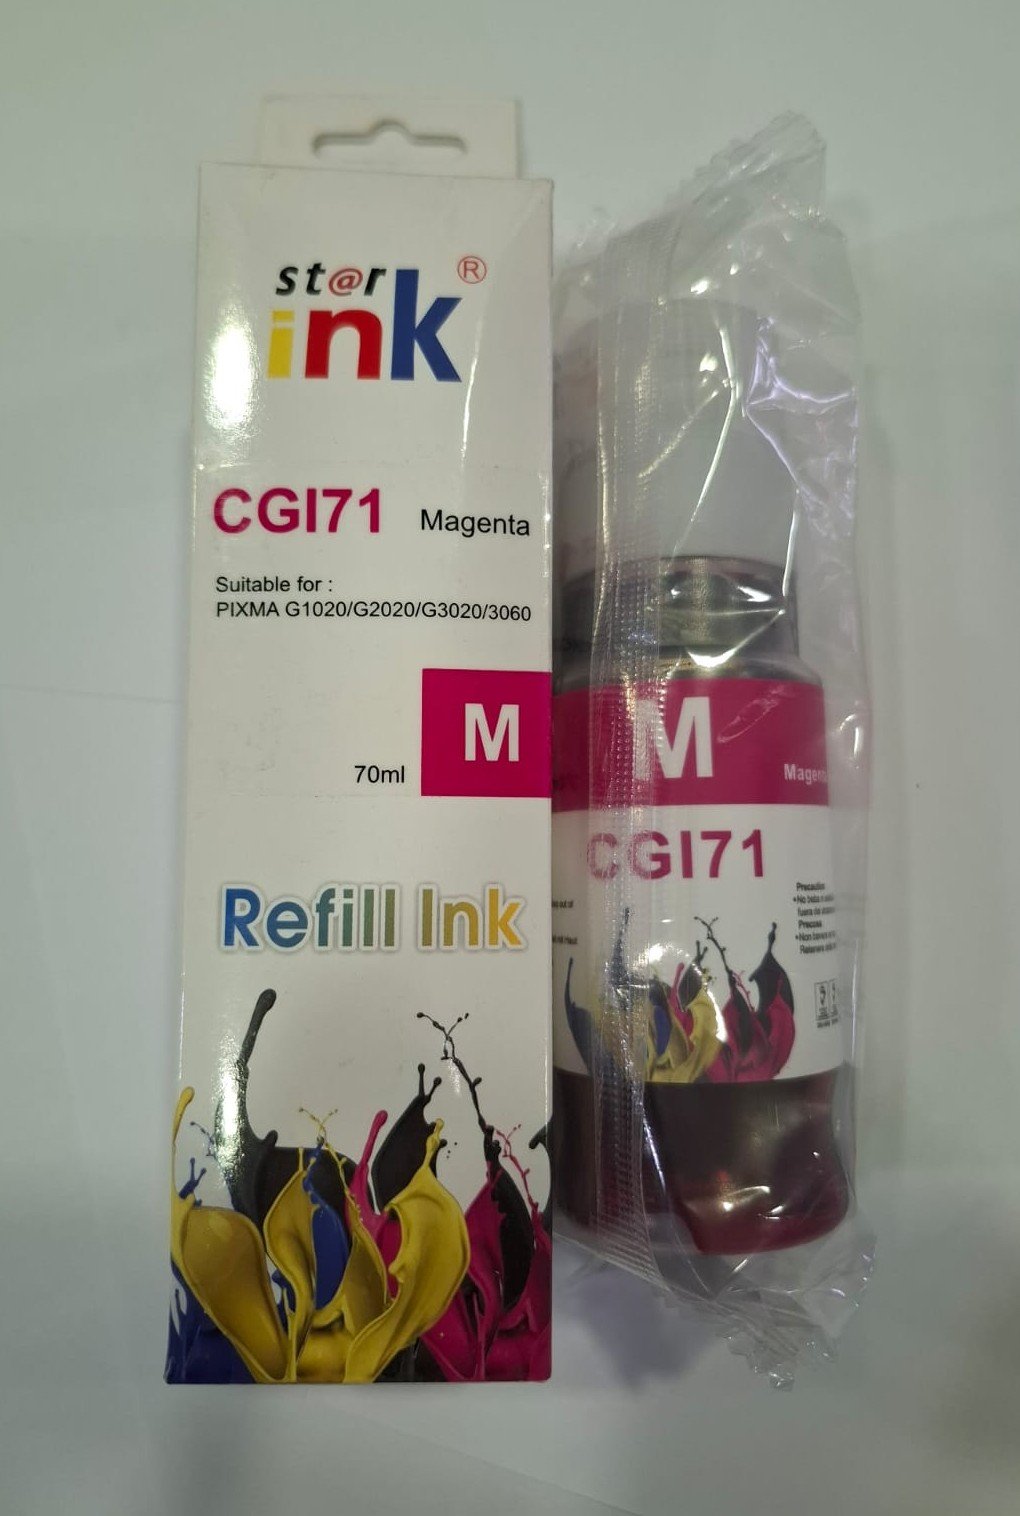 st@r
ink®
CGI71 Magenta
Suitable for :
PIXMA G1020/G2020/G3020/3060
M
70ml
Refill Ink
M
Magenta
CGI71
Precaution